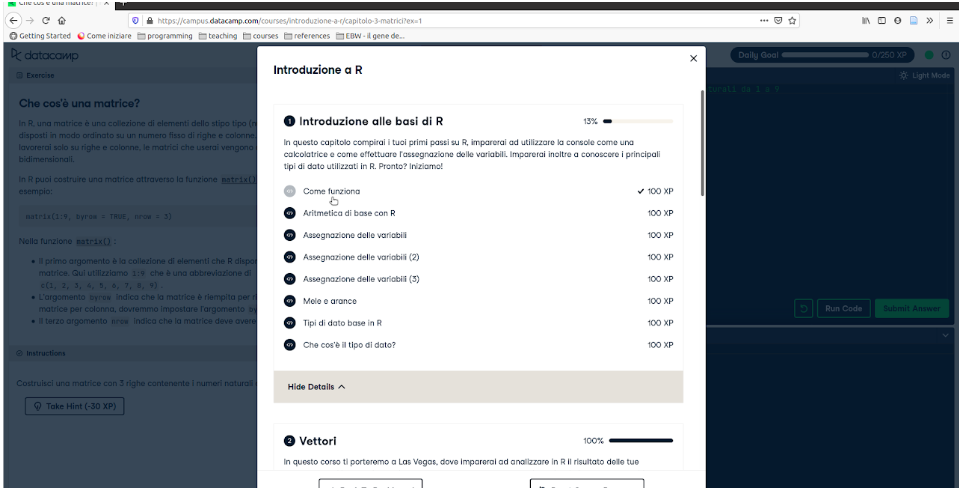 Che cos'è una matrice?
https://campus.datacamp.com/courses/introduzione-a-r/capitolo-3-matrici?ex=1
Getting Started Come iniziare programming teaching courses references EBW - il gene de...
datacamp
Daily Goal 0/250 XP
Exercise
Light Mode
Introduzione a R
Che cos'è una matrice?
In R, una matrice è una collezione di elementi dello stipo tipo
disposti in modo ordinato su un numero fisso di righe e colonne,
lavorerai solo su righe e colonne, le matrici che userai vengono
bidimensionali.
In R puoi costruire una matrice attraverso la funzione matrix()
esempio:
matrix(1:9, byrow = TRUE, nrow = 3)
Nella funzione matrix() :
Il primo argomento è la collezione di elementi che R
matrice. Qui utilizziamo 1:9 che è una abbreviazione di
c(1, 2, 3, 4, 5, 6, 7, 8, 9).
L'argomento byrow indica che la matrice è riempita per
matrice per colonna, dovremmo impostare l'argomento
Il terzo argomento nrow indica che la matrice deve avere
Instructions
Costruisci una matrice con 3 righe contenente i numeri naturali
Take Hint (-30 XP)
1 Introduzione alle basi di R 13%
In questo capitolo compirai i tuoi primi passi su R, imparerai ad utilizzare la console come una
calcolatrice e come effettuare l'assegnazione delle variabili. Imparerai inoltre a conoscere i principali
tipi di dato utilizzati in R. Pronto? Iniziamo!
Come funziona 100 XP
Aritmetica di base con R 100 XP
Assegnazione delle variabili 100 XP
Assegnazione delle variabili (2) 100 XP
Assegnazione delle variabili (3) 100 XP
Mele e arance 100 XP
Tipi di dato base in R 100 XP
Che cos'è il tipo di dato? 100 XP
Hide Details
2 Vettori 100%
In questo corso ti porteremo a Las Vegas, dove imparerai ad analizzare in R il risultato delle tue
da 1 a 9
Run Code
Submit Answer